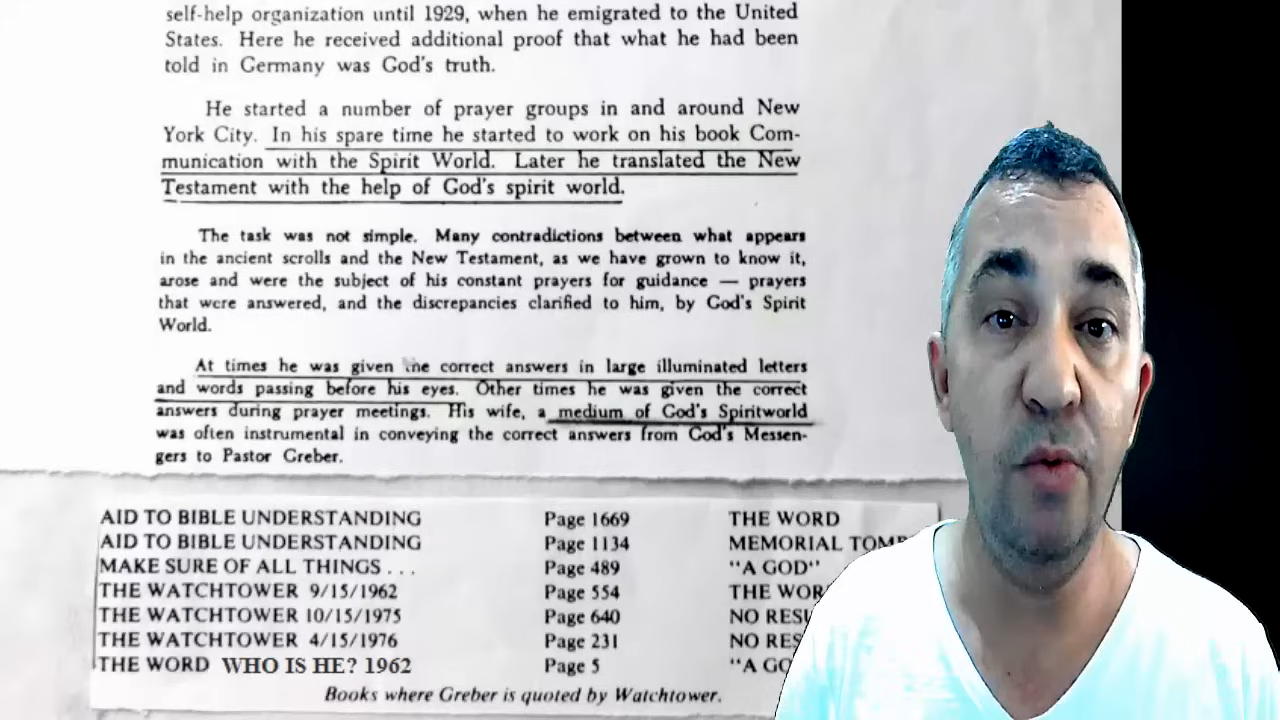 self-help organization until 1929, when he emigrated to the United
States. Here he received additional proof that what he had been
told in Germany was God's truth.
He started a number of prayer groups in and around New
York City. In his spare time he started to work on his book Com-
munication with the Spirit World. Later he translated the New
Testament with the help of God's spirit world.
The task was not simple. Many contradictions between what appears
in the ancient scrolls and the New Testament, as we have grown to know it,
arose and were the subject of his constant prayers for guidance — prayers
that were answered, and the discrepancies clarified to him, by God's Spirit
World.
At times he was given the correct answers in large illuminated letters
and words passing before his eyes. Other times he was given the correct
answers during prayer meetings. His wife, a medium of God's Spiritworld
was often instrumental in conveying the correct answers from God's Messen-
gers to Pastor Greber.
AID TO BIBLE UNDERSTANDING Page 1669 THE WORD
AID TO BIBLE UNDERSTANDING Page 1134 MEMORIAL TOMB
MAKE SURE OF ALL THINGS . . . Page 489 "A GOD"
THE WATCHTOWER 9/15/1962 Page 554 THE WOR
THE WATCHTOWER 10/15/1975 Page 640 NO RES
THE WATCHTOWER 4/15/1976 Page 231 NO RES
THE WORD WHO IS HE? 1962 Page 5 "A GO
Books where Greber is quoted by Watchtower.